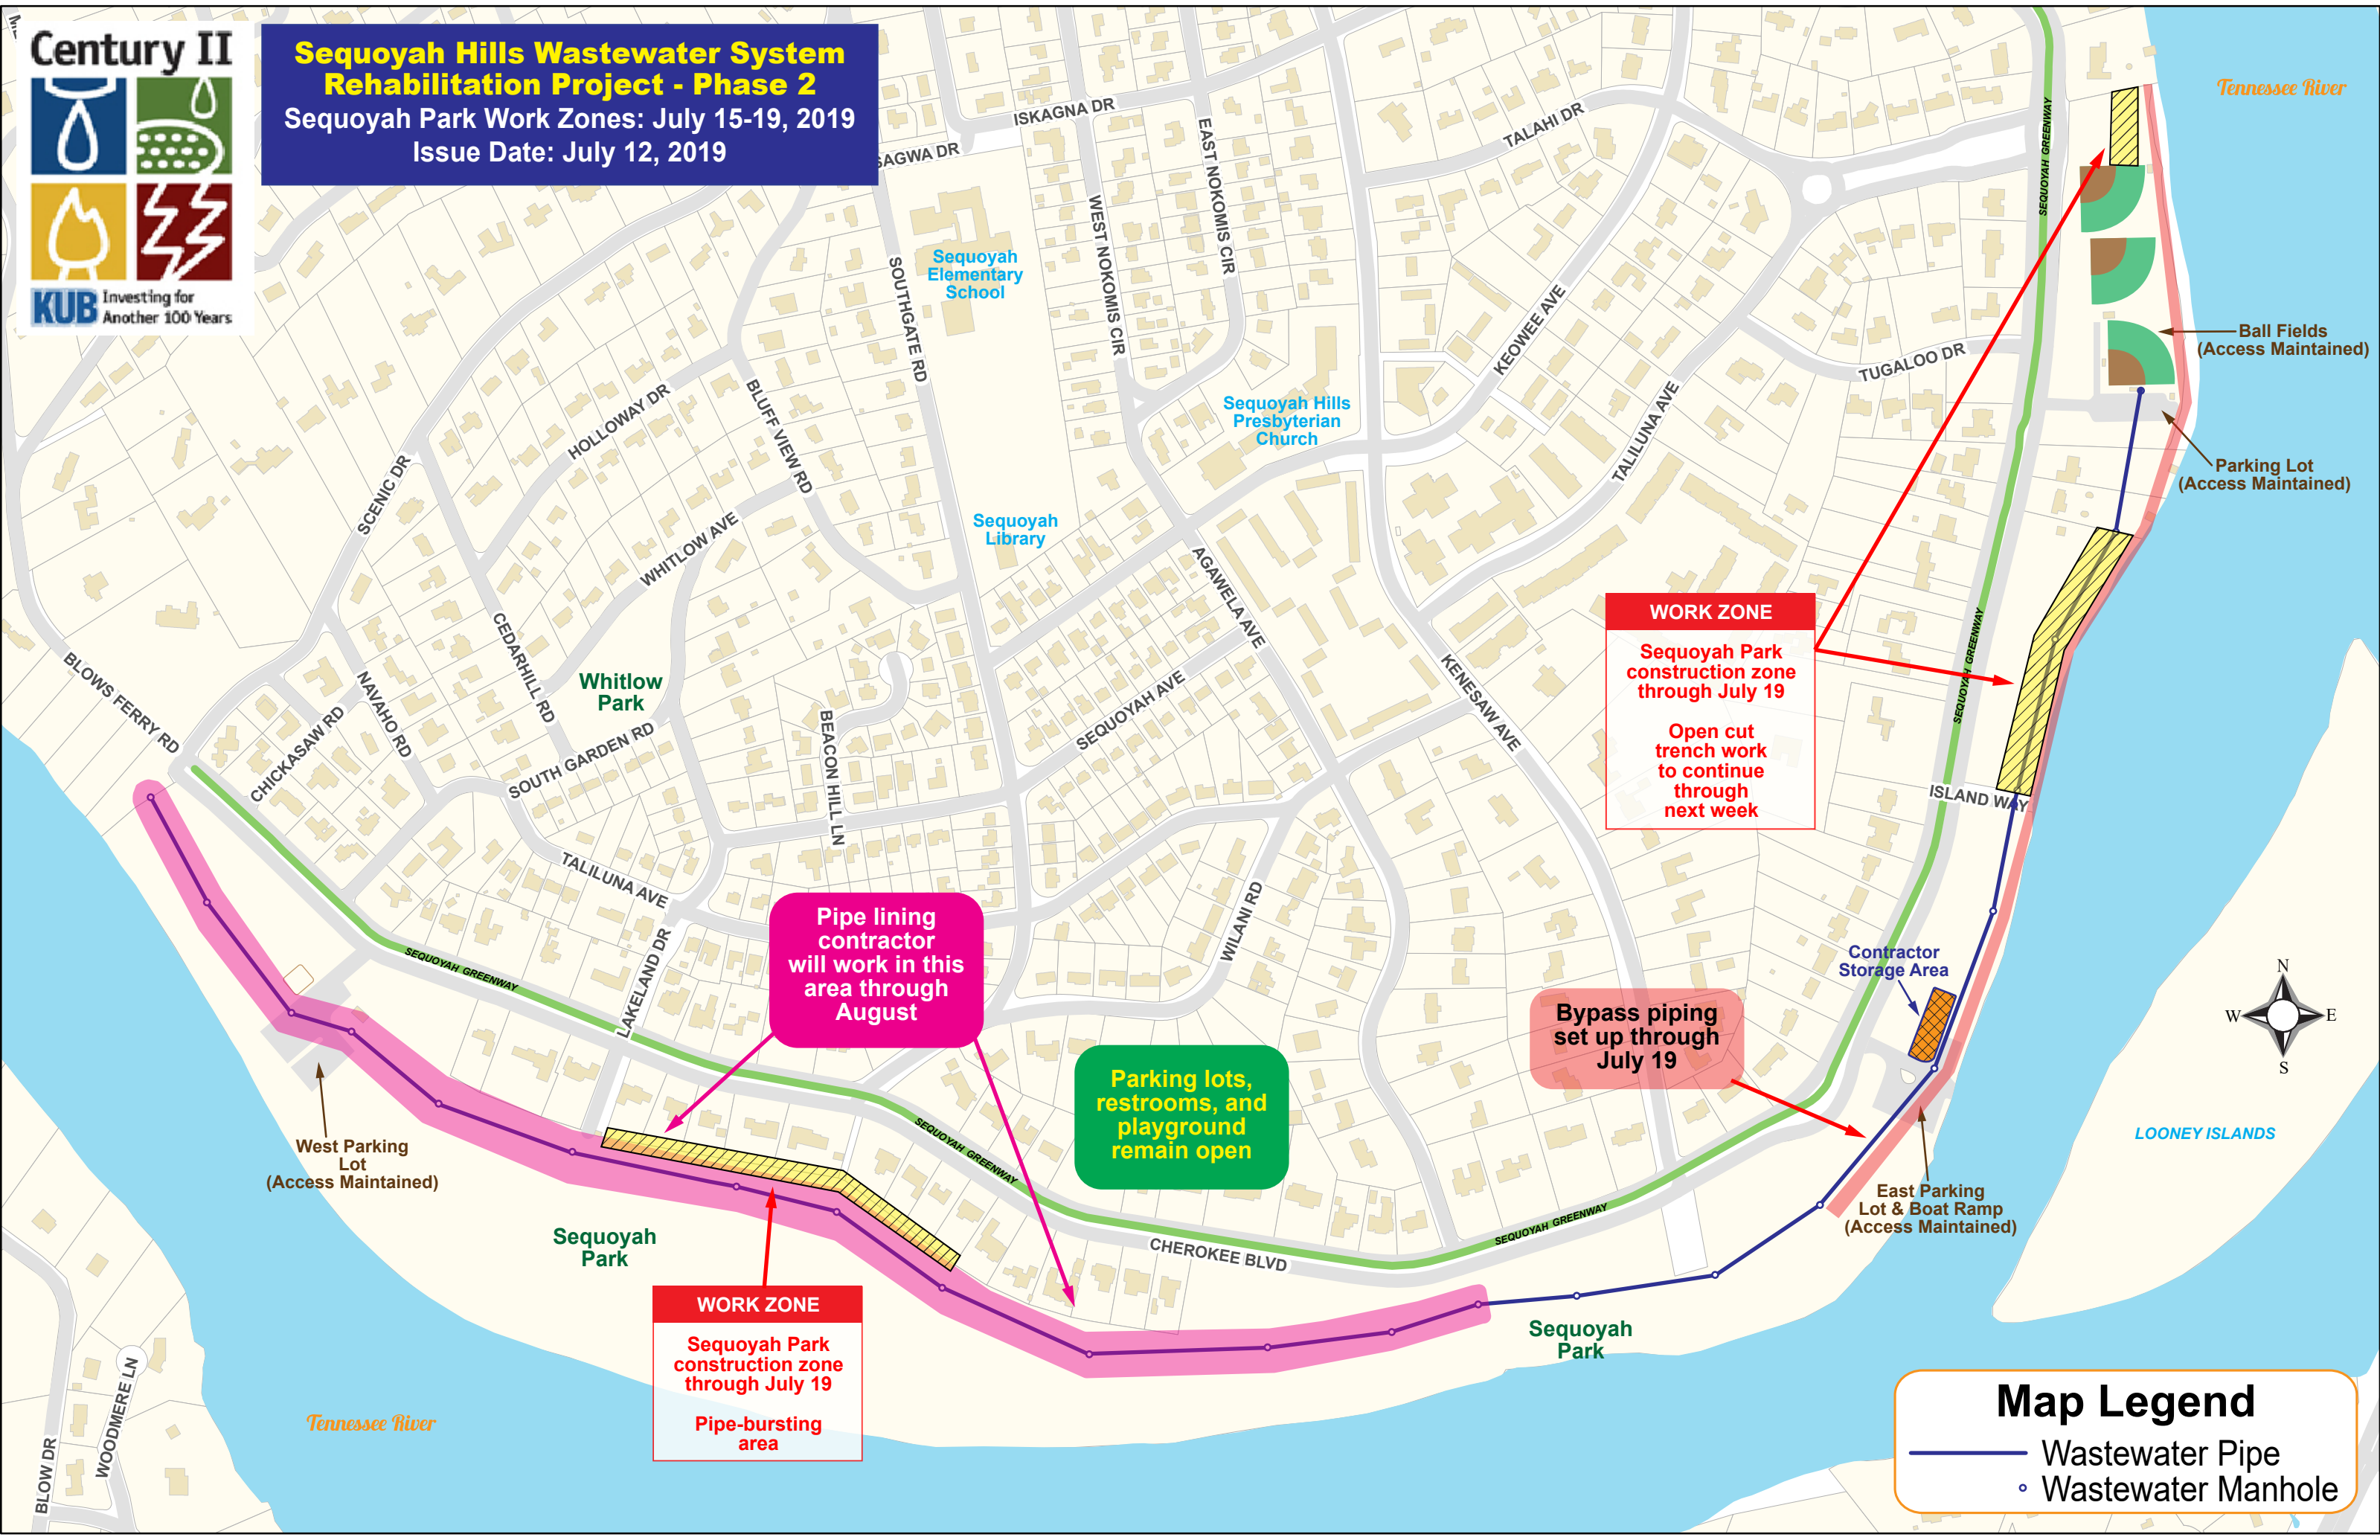 Century II
KUB Investing for
Another 100 Years
Sequoyah Hills Wastewater System
Rehabilitation Project - Phase 2
Sequoyah Park Work Zones: July 15-19, 2019
Issue Date: July 12, 2019
Tennessee River
ISKAGNA DR
SAGWA DR
EAST NOKOMIS CIR
WEST NOKOMIS CIR
TALAHI DR
SEQUOYAH GREENWAY
Sequoyah
Elementary
School
SOUTHGATE RD
KEOWEE AVE
TUGALOO DR
Ball Fields
(Access Maintained)
HOLLOWAY DR
BLUFF VIEW RD
Sequoyah Hills
Presbyterian
Church
TALILUNA AVE
Parking Lot
(Access Maintained)
SCENIC DR
WHITLOW AVE
Sequoyah
Library
AGAWELA AVE
WORK ZONE
Sequoyah Park
construction zone
through July 19
Open cut
trench work
to continue
through
next week
SEQUOYAH GREENWAY
BLOWS FERRY RD
CHICKASAW RD
NAVAHO RD
CEDARHILL RD
Whitlow
Park
SOUTH GARDEN RD
BEACON HILL LN
SEQUOYAH AVE
KENESAW AVE
ISLAND WAY
TALILUNA AVE
LAKELAND DR
WILANI RD
Pipe lining
contractor
will work in this
area through
August
SEQUOYAH GREENWAY
Contractor
Storage Area
Bypass piping
set up through
July 19
Parking lots,
restrooms, and
playground
remain open
N
W
E
S
LOONEY ISLANDS
West Parking
Lot
(Access Maintained)
SEQUOYAH GREENWAY
SEQUOYAH GREENWAY
CHEROKEE BLVD
East Parking
Lot & Boat Ramp
(Access Maintained)
Sequoyah
Park
WORK ZONE
Sequoyah Park
construction zone
through July 19
Pipe-bursting
area
Sequoyah
Park
Tennessee River
WOODMERE LN
BLOW DR
Map Legend
Wastewater Pipe
Wastewater Manhole